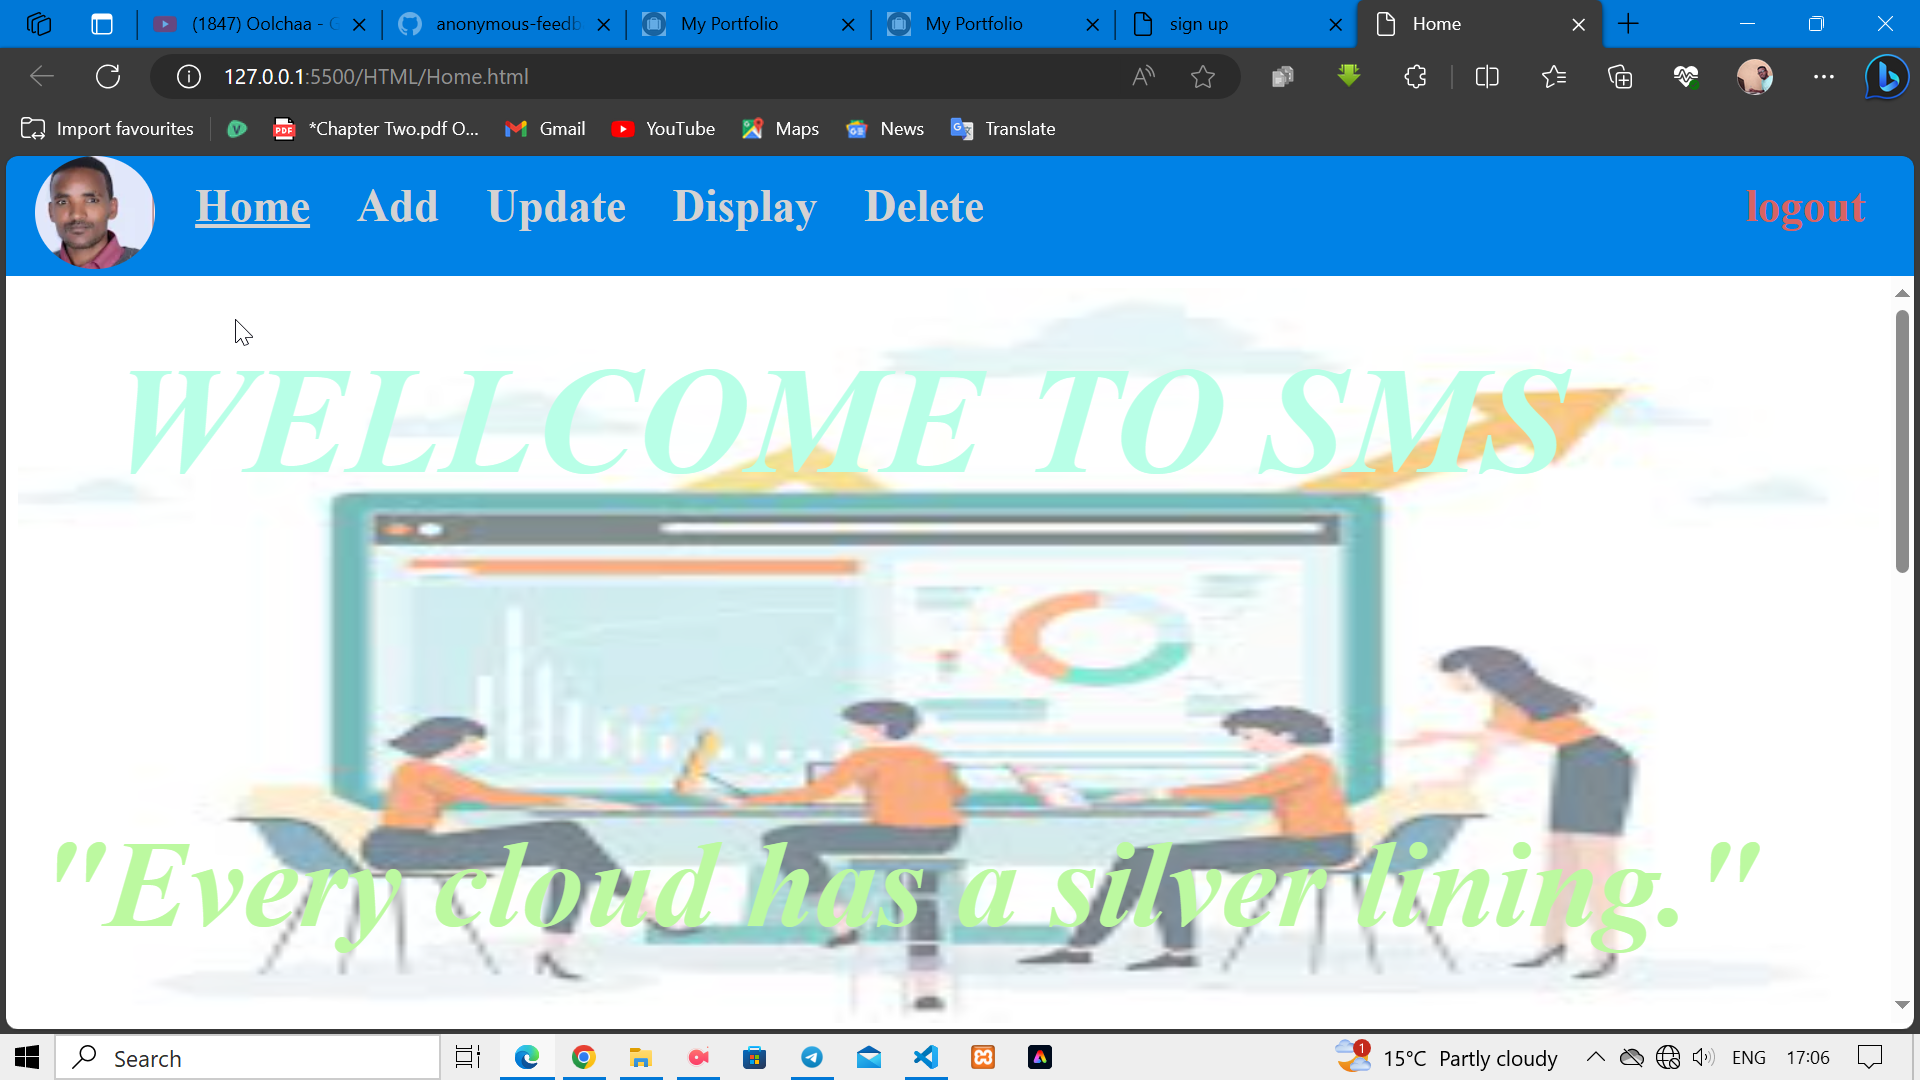 (1847) Oolchaa - G
anonymous-feedb
My Portfolio
My Portfolio
sign up
Home
127.0.0.1:5500/HTML/Home.html
Import favourites
V
PDF
*Chapter Two.pdf O...
Gmail
YouTube
Maps
News
Translate
Home Add Update Display Delete logout
WELLCOME TO SMS
"Every cloud has a silver lining."
Search
1
15°C Partly cloudy
ENG
17:06